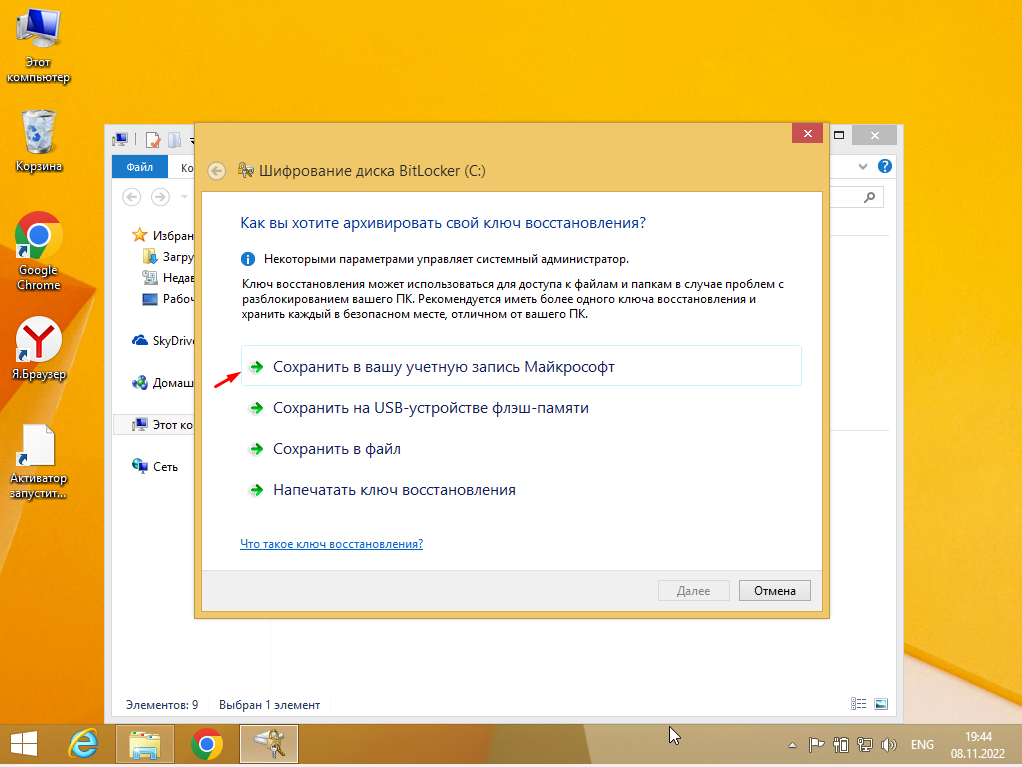 Этот
компьютер
Корзина
Google
Chrome
Я.Браузер
Активатор
запустит...
Файл
Ко
Избран
Загру
Недав
Рабоч
SkyDrive
Домаш
Этот ко
Сеть
Шифрование диска BitLocker (C:)
Как вы хотите архивировать свой ключ восстановления?
Некоторыми параметрами управляет системный администратор.
Ключ восстановления может использоваться для доступа к файлам и папкам в случае проблем с
разблокированием вашего ПК. Рекомендуется иметь более одного ключа восстановления и
хранить каждый в безопасном месте, отличном от вашего ПК.
Сохранить в вашу учетную запись Майкрософт
Сохранить на USB-устройстве флэш-памяти
Сохранить в файл
Напечатать ключ восстановления
Что такое ключ восстановления?
Далее
Отмена
Элементов: 9
Выбран 1 элемент
ENG
19:44
08.11.2022